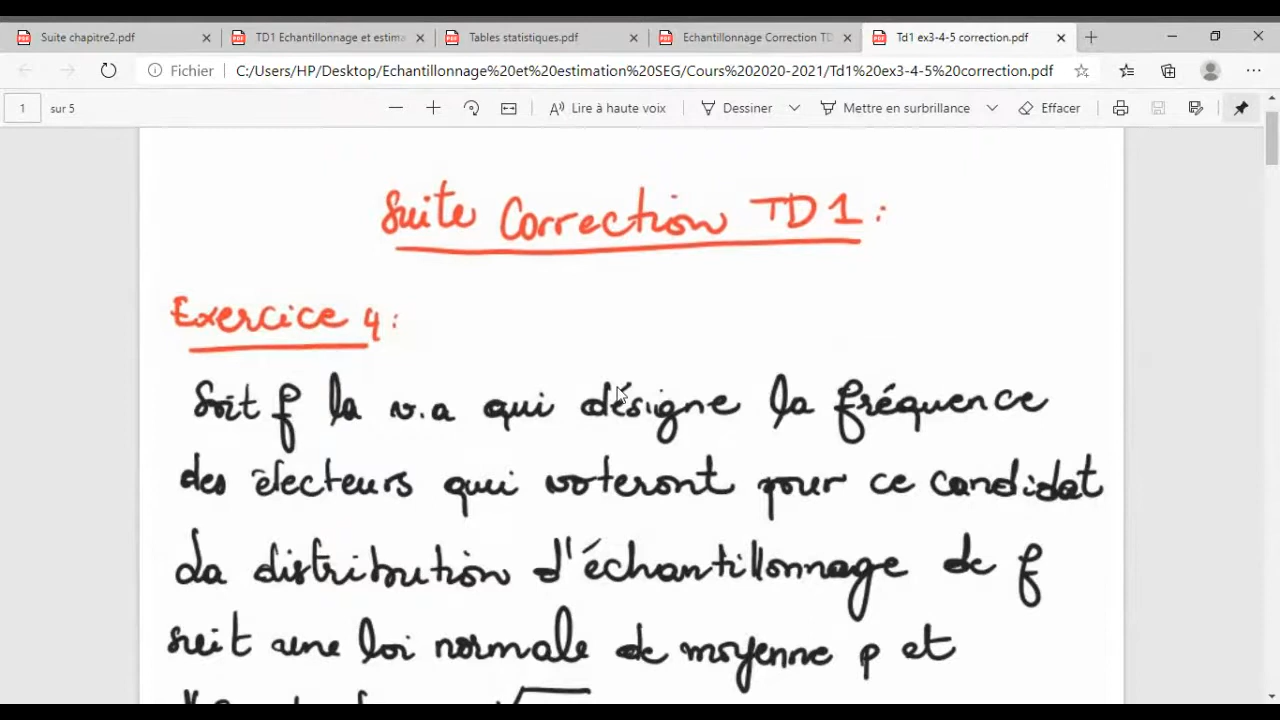 Suite chapitre2.pdf
TD1 Echantillonnage et estima
Tables statistiques.pdf
Echantillonnage Correction TD
Td1 ex3-4-5 correction.pdf
Fichier
C:/Users/HP/Desktop/Echantillonnage%20et%20estimation%20SEG/Cours%202020-2021/Td1%20ex3-4-5%20correction.pdf
1 sur 5
Lire à haute voix
Dessiner
Mettre en surbrillance
Effacer
Suite Correction TD1:
Exercice 4:
Soit f la v.a qui désigne la fréquence
des électeurs qui voteront pour ce candidat
La distribution d'échantillonnage de f
suit une loi normale de moyenne p et